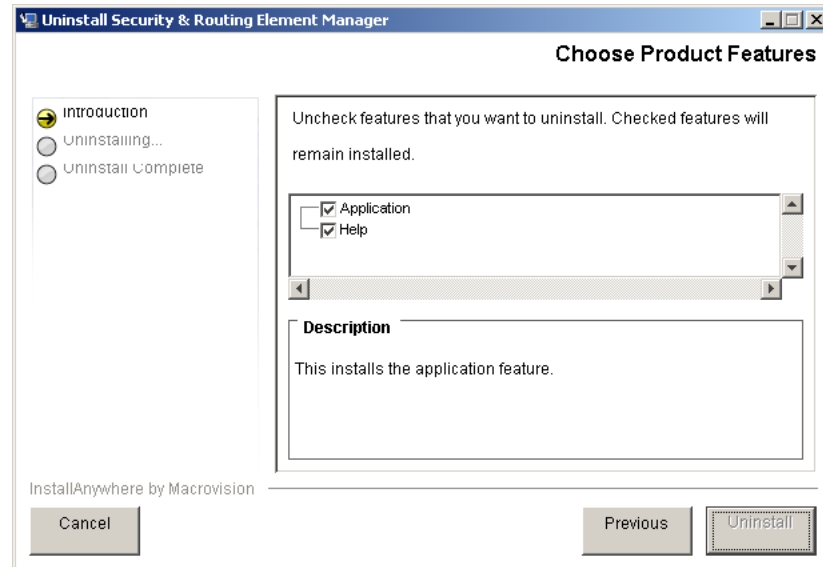 Uninstall Security & Routing Element Manager
Choose Product Features
Introduction
Uninstalling...
Uninstall Complete
Uncheck features that you want to uninstall. Checked features will
remain installed.
Application
Help
Description
This installs the application feature.
InstallAnywhere by Macrovision
Cancel
Previous
Uninstall